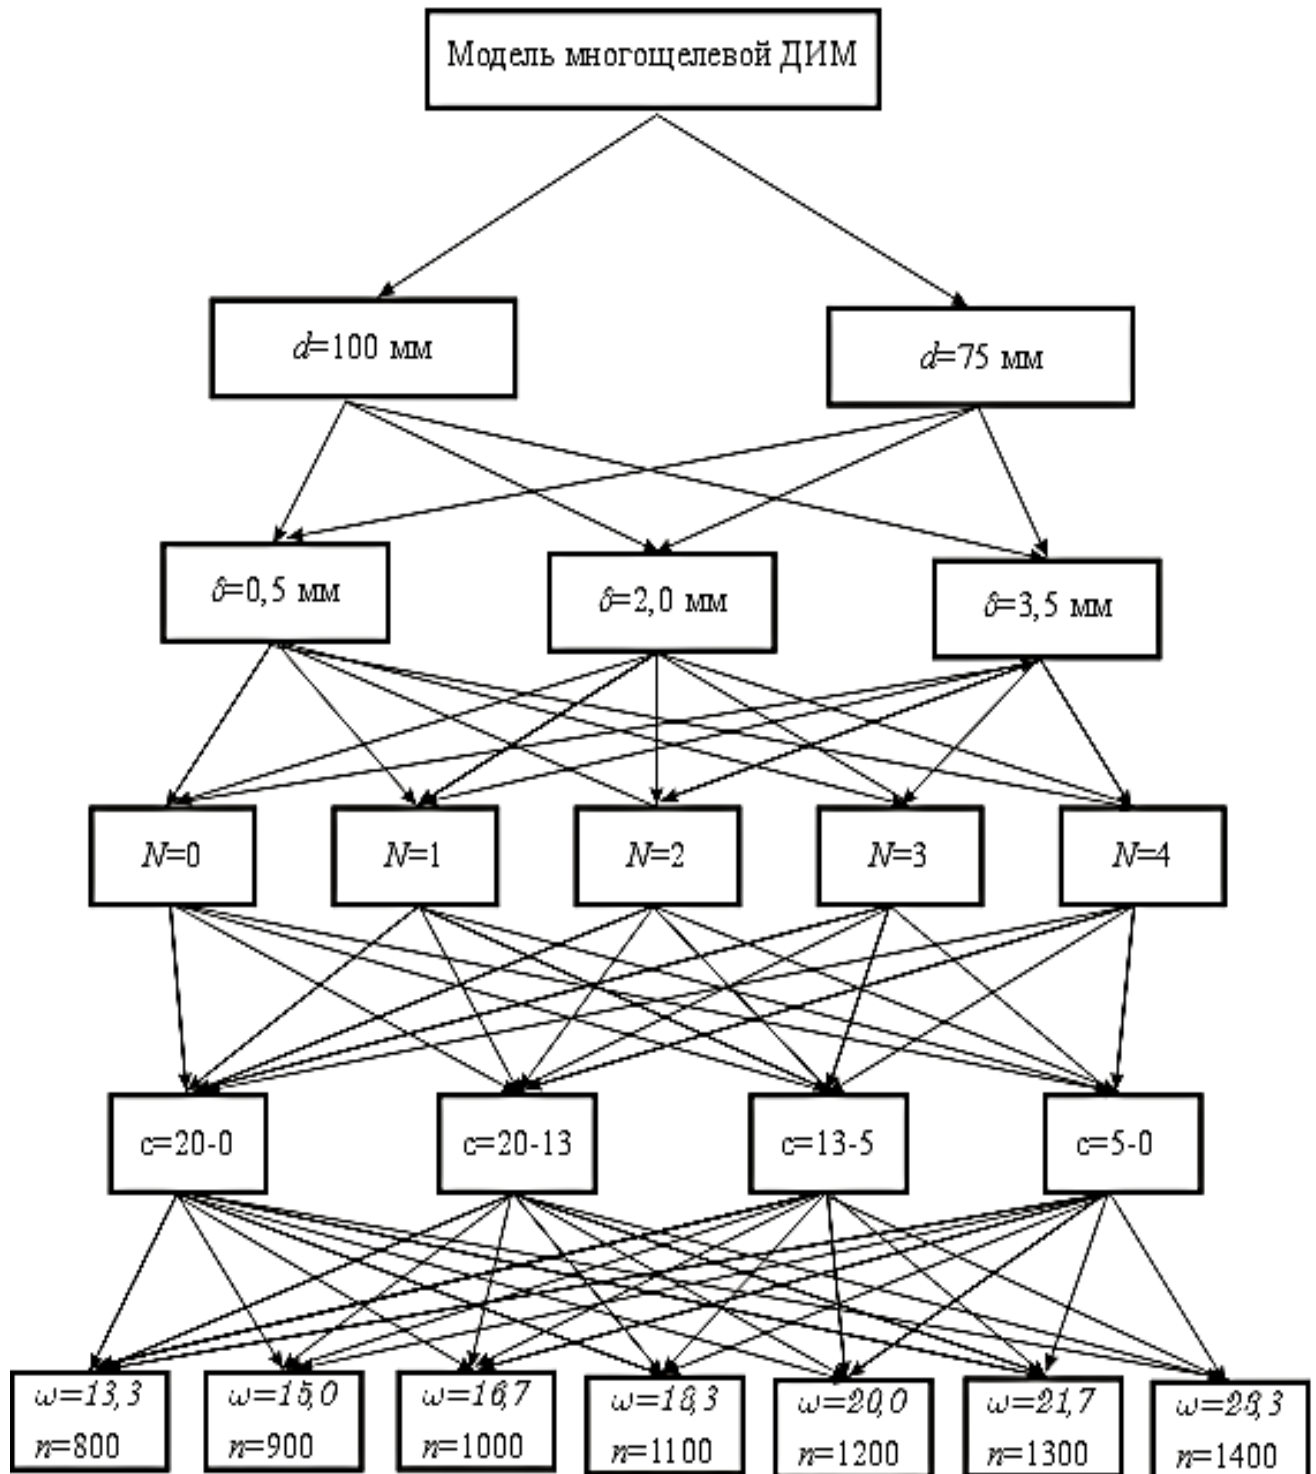 Модель многощелевой ДИМ
d=100 мм
d=75 мм
δ=0,5 мм
δ=2,0 мм
δ=3,5 мм
N=0
N=1
N=2
N=3
N=4
c=20-0
c=20-13
c=13-5
c=5-0
ω=13,3
n=800
ω=15,0
n=900
ω=16,7
n=1000
ω=18,3
n=1100
ω=20,0
n=1200
ω=21,7
n=1300
ω=23,3
n=1400